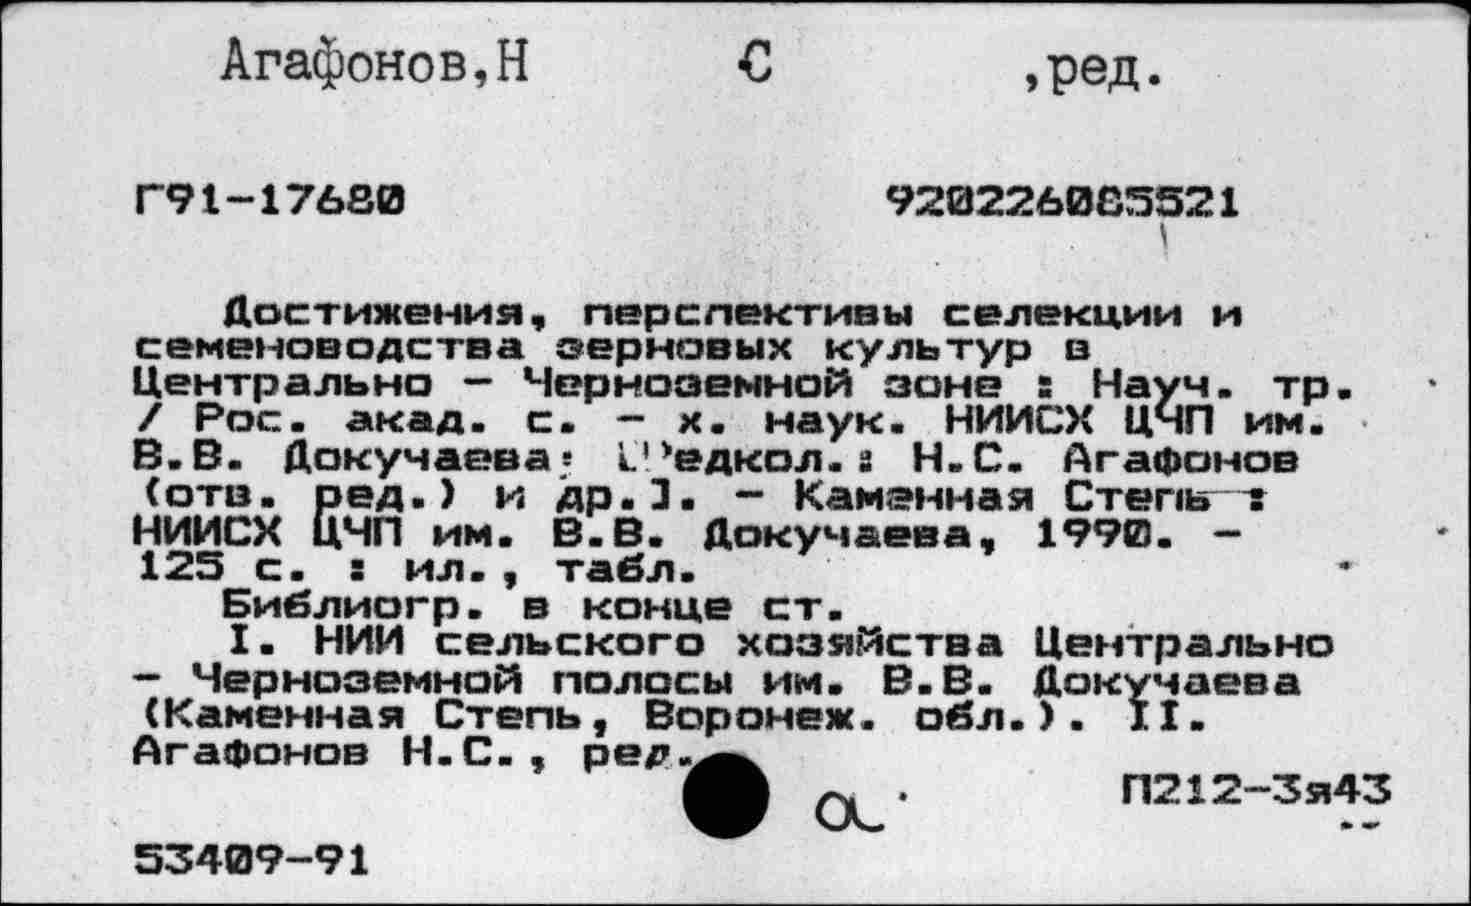 Агафонов,Н С ,ред.
Г91-17680 920226085521
Достижения, перспективы селекции и
семеноводства зерновых культур в
Центрально - Черноземной зоне : Науч. тр.
/ Рос. акад. с. - х. наук. НИИСХ ЦЧП им.
В.В. Докучаева; [Редкол.: Н.С. Агафонов
(отв. ред.) и др.]. - Каменная Степь :
НИИСХ ЦЧП им. В.В. Докучаева, 1990. -
125 с. : ил., табл.
Библиогр. в конце ст.
I. НИИ сельского хозяйства Центрально
- Черноземной полосы им. В.В. Докучаева
(Каменная Степь, Воронеж. обл.). II.
Агафонов Н.С., ред.
П212-3я43
53409-91